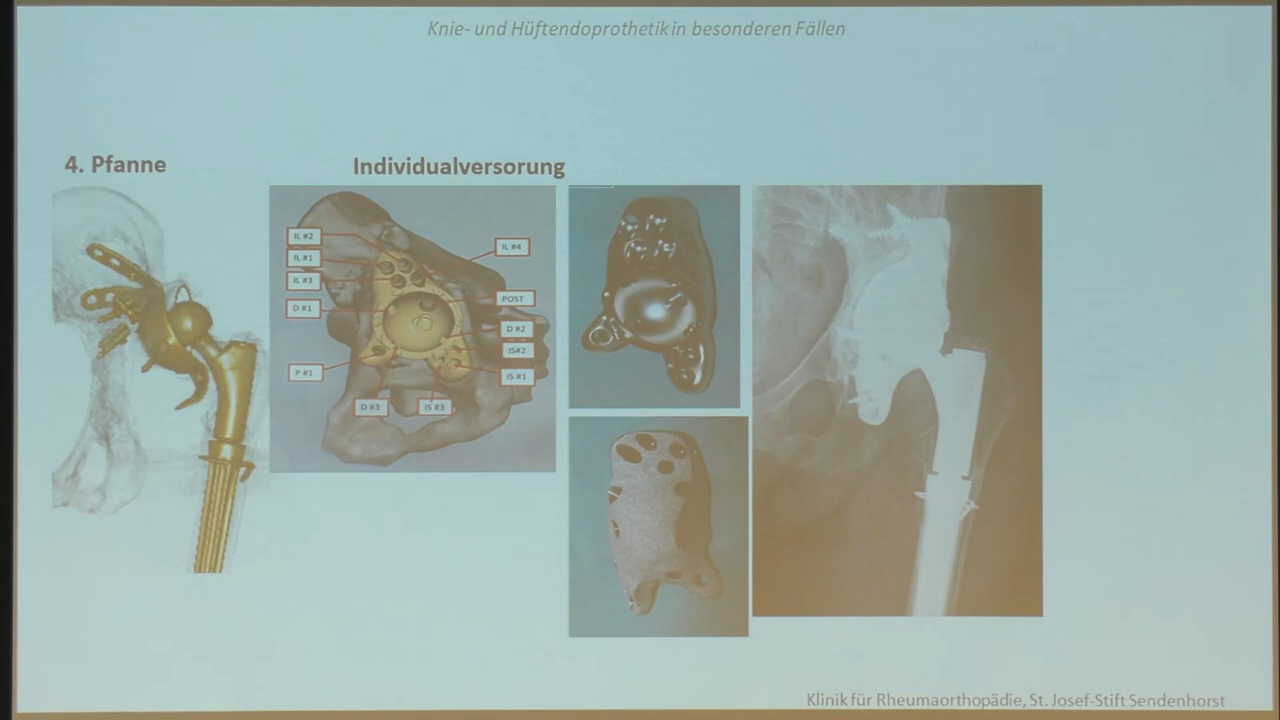 Knie- und Hüftendoprothetik in besonderen Fällen
4. Pfanne
Individualversorung
IL #2
IL #1
IL #3
D #1
P #1
D #3
IS #3
IL #4
POST
D #2
IS#2
IS #1
Klinik für Rheumaorthopädie, St. Josef-Stift Sendenhorst